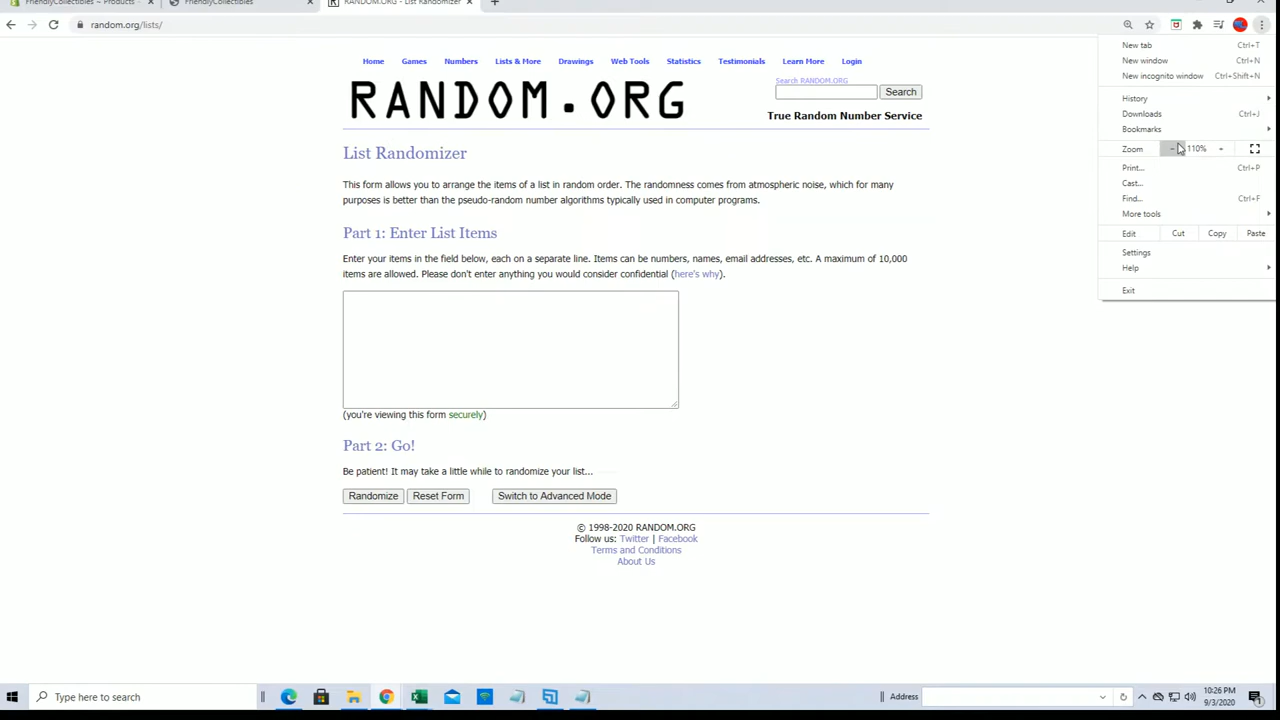 FriendlyCollectibles ~ Products
FriendlyCollectibles
RANDOM.ORG - List Randomizer
random.org/lists/
New tab Ctrl+T
New window Ctrl+N
New incognito window Ctrl+Shift+N
History
Downloads Ctrl+J
Bookmarks
Zoom - 110% +
Print... Ctrl+P
Cast...
Find... Ctrl+F
More tools
Edit Cut Copy Paste
Settings
Help
Exit
Home Games Numbers Lists & More Drawings Web Tools Statistics Testimonials Learn More Login
RANDOM.ORG
Search RANDOM.ORG
Search
True Random Number Service
List Randomizer
This form allows you to arrange the items of a list in random order. The randomness comes from atmospheric noise, which for many
purposes is better than the pseudo-random number algorithms typically used in computer programs.
Part 1: Enter List Items
Enter your items in the field below, each on a separate line. Items can be numbers, names, email addresses, etc. A maximum of 10,000
items are allowed. Please don't enter anything you would consider confidential (here's why).
(you're viewing this form securely)
Part 2: Go!
Be patient! It may take a little while to randomize your list...
Randomize Reset Form Switch to Advanced Mode
© 1998-2020 RANDOM.ORG
Follow us: Twitter | Facebook
Terms and Conditions
About Us
Type here to search
Address
10:26 PM
9/3/2020